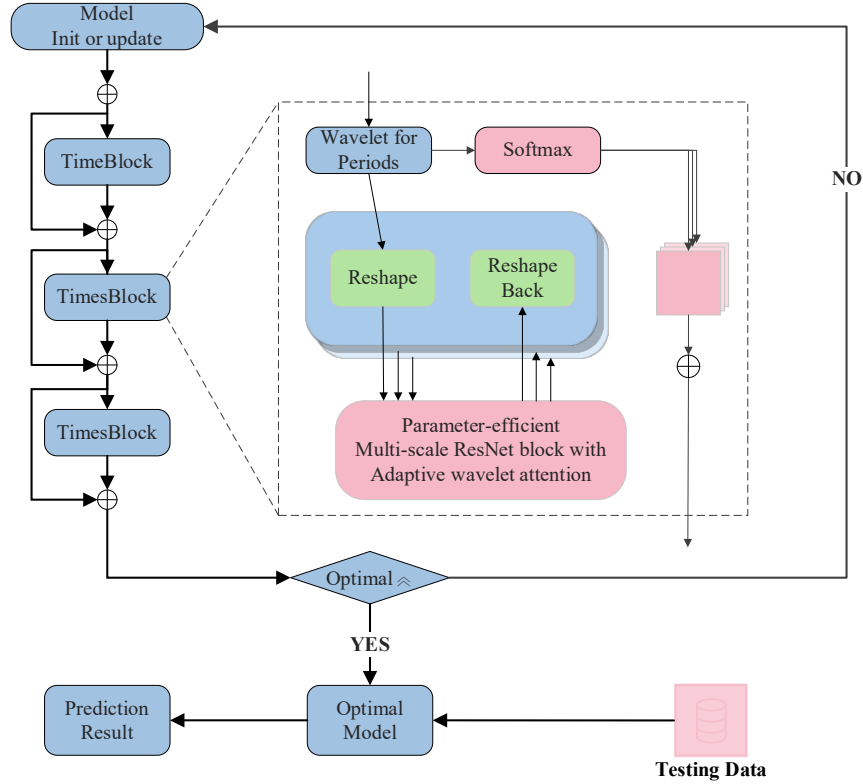 Model
Init or update
TimeBlock
TimesBlock
TimesBlock
Wavelet for
Periods
Softmax
Reshape
Reshape
Back
Parameter-efficient
Multi-scale ResNet block with
Adaptive wavelet attention
NO
Optimal
YES
Prediction
Result
Optimal
Model
Testing Data